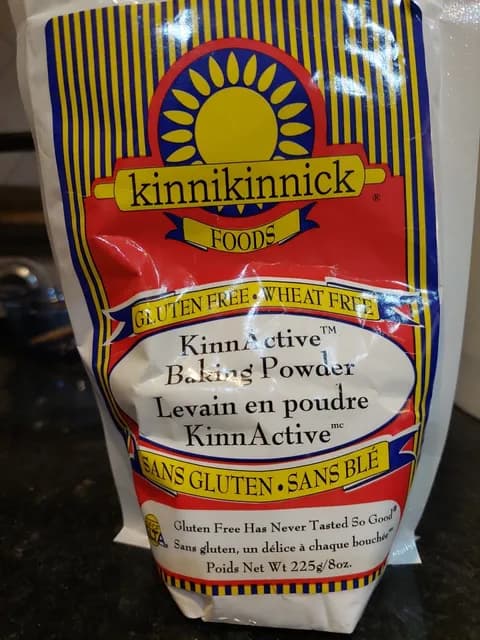 kinnikinnick®
FOODS
GLUTEN FREE • WHEAT FREE
KinnActive™
Baking Powder
Levain en poudre
KinnActive mc
SANS GLUTEN • SANS BLÉ
Gluten Free Has Never Tasted So Good®
Sans gluten, un délice à chaque bouchée
Poids Net Wt 225g/8oz.